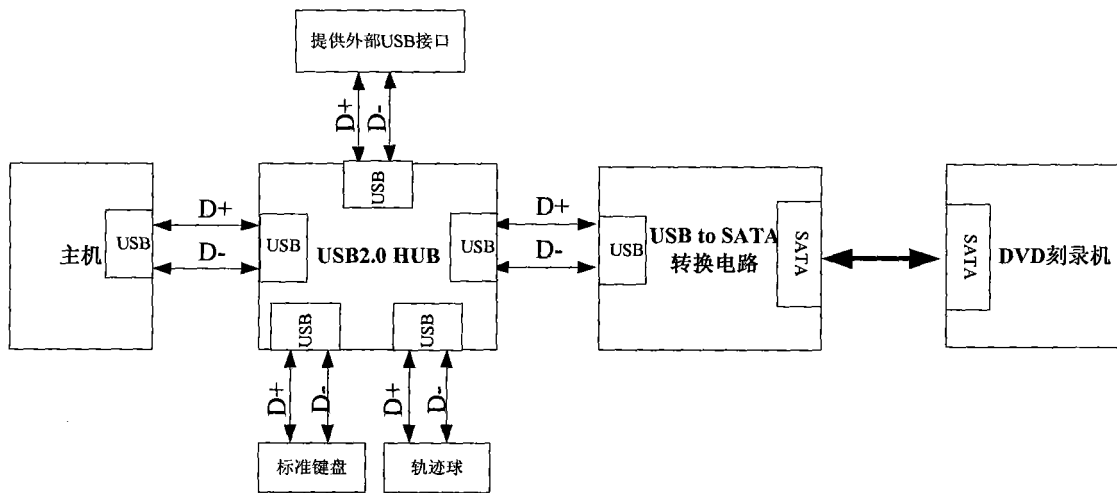 提供外部USB接口
D+
D-
USB
主机
USB
D+
D-
USB
USB2.0 HUB
USB
D+
D-
USB
USB to SATA
转换电路
SATA
SATA
DVD刻录机
USB
USB
D+
D-
D+
D-
标准键盘
轨迹球